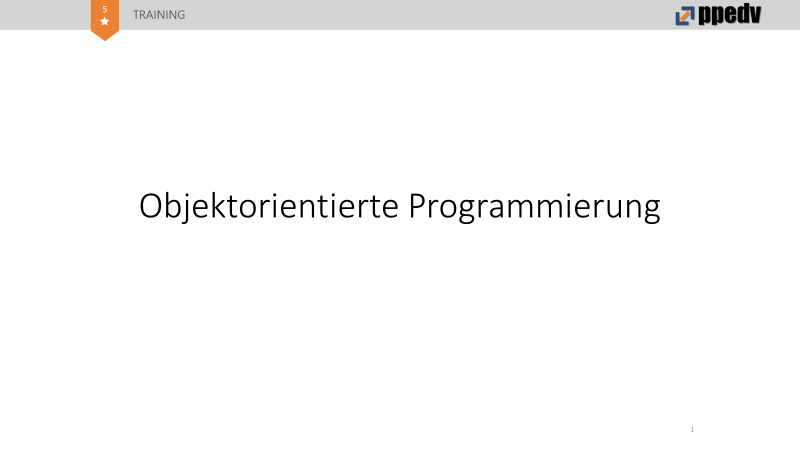 5
TRAINING
ppedv
Objektorientierte Programmierung
1